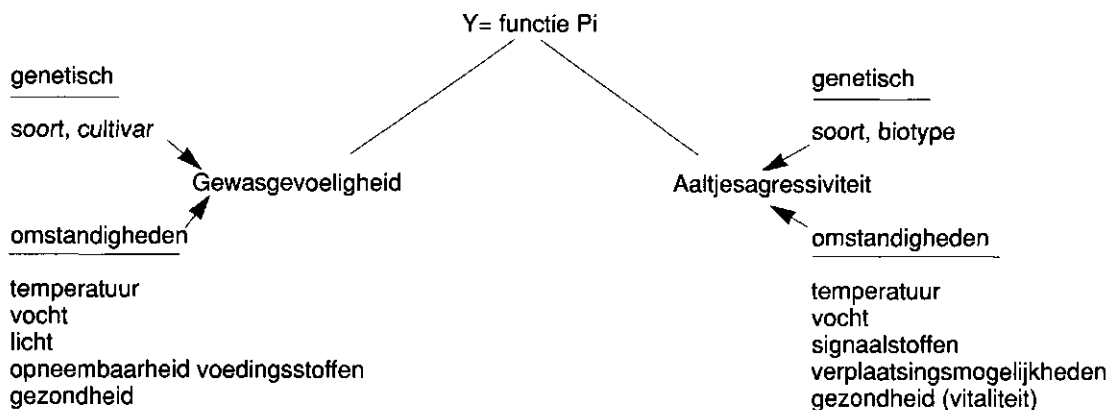 Y= functie Pi
genetisch
soort, cultivar
Gewasgevoeligheid
omstandigheden
temperatuur
vocht
licht
opneembaarheid voedingsstoffen
gezondheid
genetisch
soort, biotype
Aaltjesagressiviteit
omstandigheden
temperatuur
vocht
signaalstoffen
verplaatsingsmogelijkheden
gezondheid (vitaliteit)